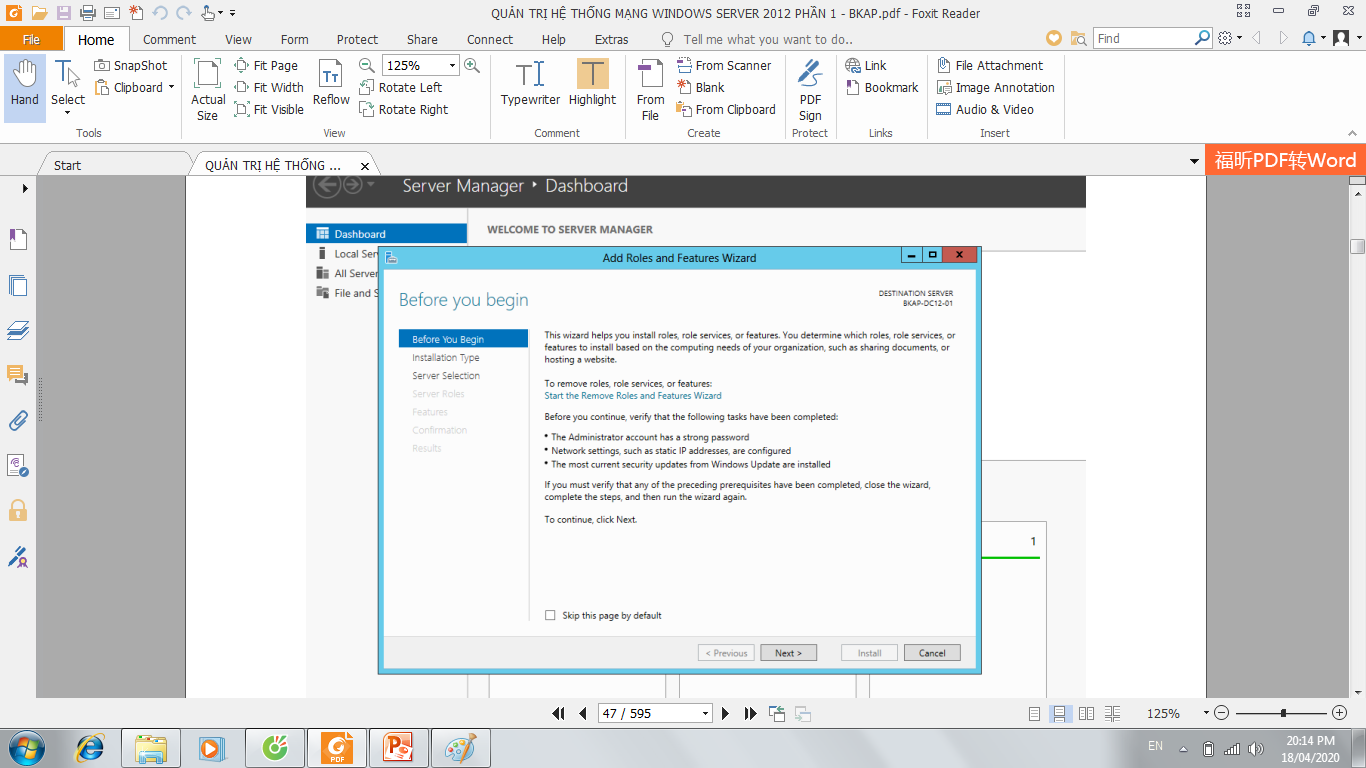 QUẢN TRỊ HỆ THỐNG MẠNG WINDOWS SERVER 2012 PHẦN 1 - BKAP.pdf - Foxit Reader
File Home Comment View Form Protect Share Connect Help Extras Tell me what you want to do.. Find
Hand
Select
SnapShot
Clipboard
Tools
Actual Size
Fit Page
Fit Width
Fit Visible
Reflow
125%
Rotate Left
Rotate Right
View
Typewriter
Highlight
Comment
From File
From Scanner
Blank
From Clipboard
Create
PDF Sign
Protect
Link
Bookmark
Links
File Attachment
Image Annotation
Audio & Video
Insert
Start
QUẢN TRỊ HỆ THỐNG ...
福昕PDF转Word
Server Manager ‣ Dashboard
Dashboard
Local Ser
All Server
File and S
WELCOME TO SERVER MANAGER
Add Roles and Features Wizard
Before you begin
DESTINATION SERVER
BKAP-DC12-01
Before You Begin
Installation Type
Server Selection
Server Roles
Features
Confirmation
Results
This wizard helps you install roles, role services, or features. You determine which roles, role services, or
features to install based on the computing needs of your organization, such as sharing documents, or
hosting a website.
To remove roles, role services, or features:
Start the Remove Roles and Features Wizard
Before you continue, verify that the following tasks have been completed:
• The Administrator account has a strong password
• Network settings, such as static IP addresses, are configured
• The most current security updates from Windows Update are installed
If you must verify that any of the preceding prerequisites have been completed, close the wizard,
complete the steps, and then run the wizard again.
To continue, click Next.
1
Skip this page by default
< Previous
Next >
Install
Cancel
47 / 595
125%
PDF
EN
20:14 PM
18/04/2020